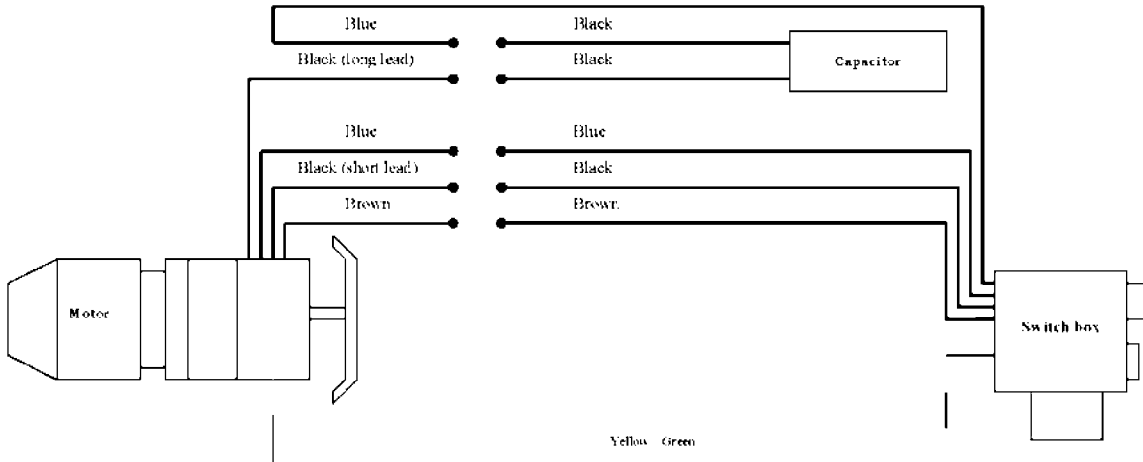 Blue Black
Black (long lead) Black
Capacitor
Blue Blue
Black (short lead) Black
Brown Brown
Motor
Switch box
Yellow Green